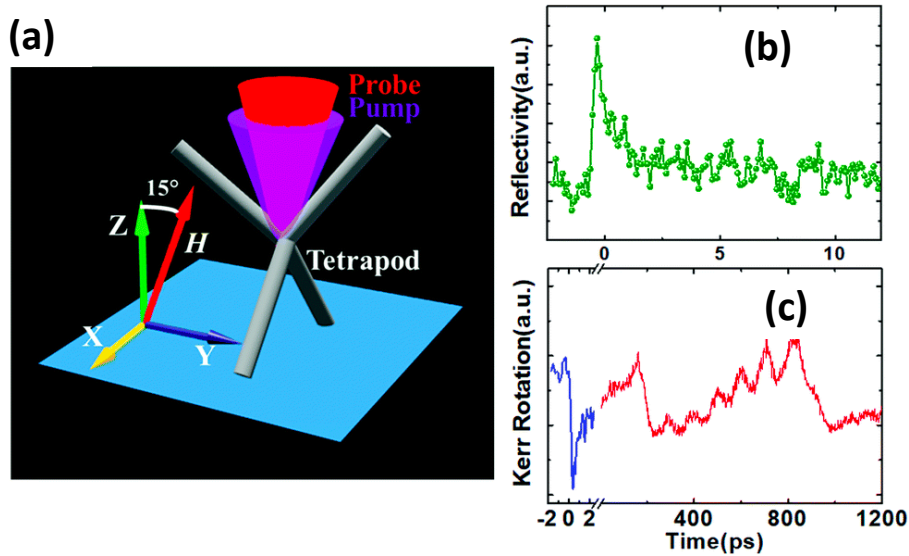 (a)
Probe
Pump
15°
Z
H
Tetrapod
X
Y
(b)
Reflectivity(a.u.)
0 5 10
(c)
Kerr Rotation(a.u.)
-2 0 2 400 800 1200
Time(ps)